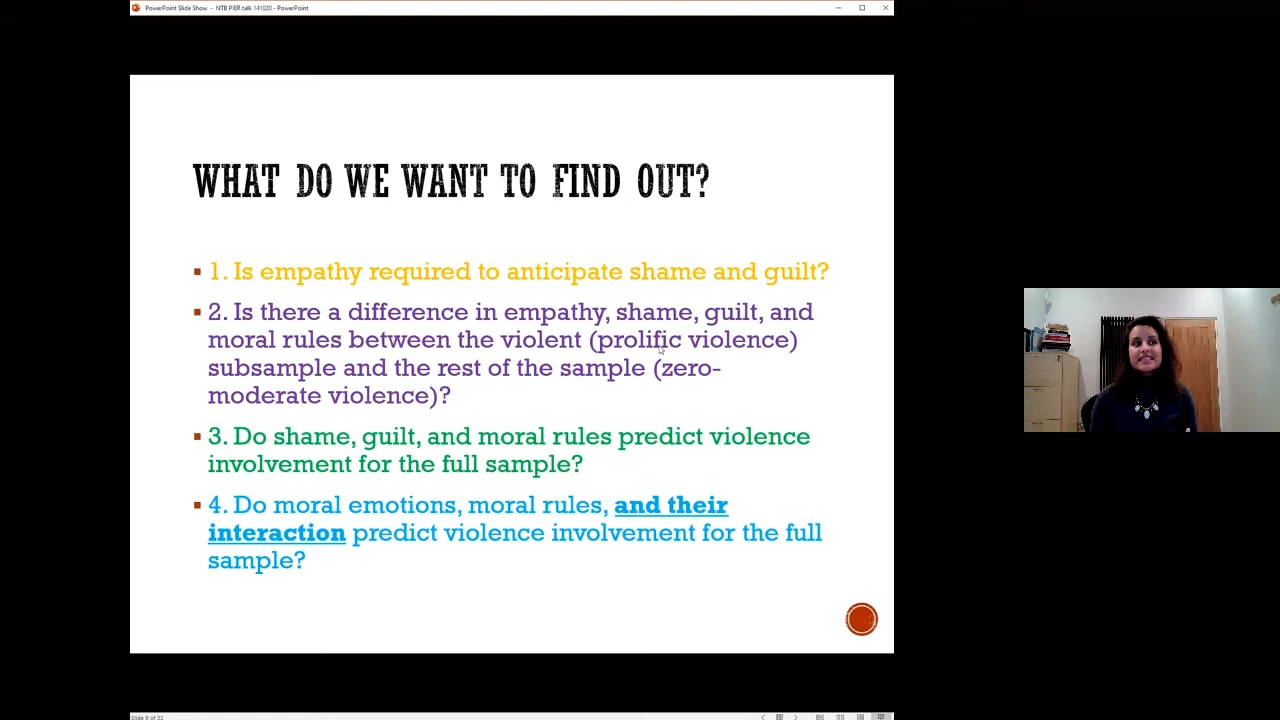 PowerPoint Slide Show - NTB PIER talk 141020 - PowerPoint
WHAT DO WE WANT TO FIND OUT?
1. Is empathy required to anticipate shame and guilt?
2. Is there a difference in empathy, shame, guilt, and
moral rules between the violent (prolific violence)
subsample and the rest of the sample (zero-
moderate violence)?
3. Do shame, guilt, and moral rules predict violence
involvement for the full sample?
4. Do moral emotions, moral rules, and their
interaction predict violence involvement for the full
sample?
Slide 9 of 32